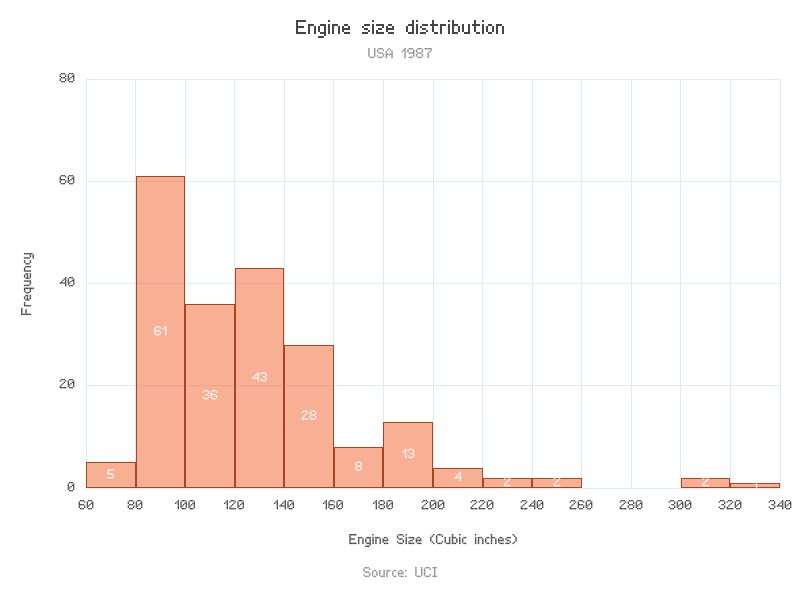 Engine size distribution
USA 1987
80
60
40
20
0
Frequency
5
61
36
43
28
8
13
4
2
2
2
1
60 80 100 120 140 160 180 200 220 240 260 280 300 320 340
Engine Size (Cubic inches)
Source: UCI